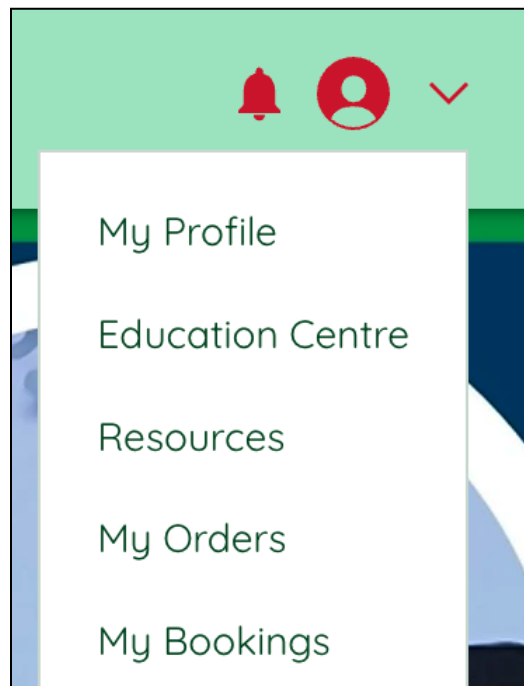 My Profile
Education Centre
Resources
My Orders
My Bookings